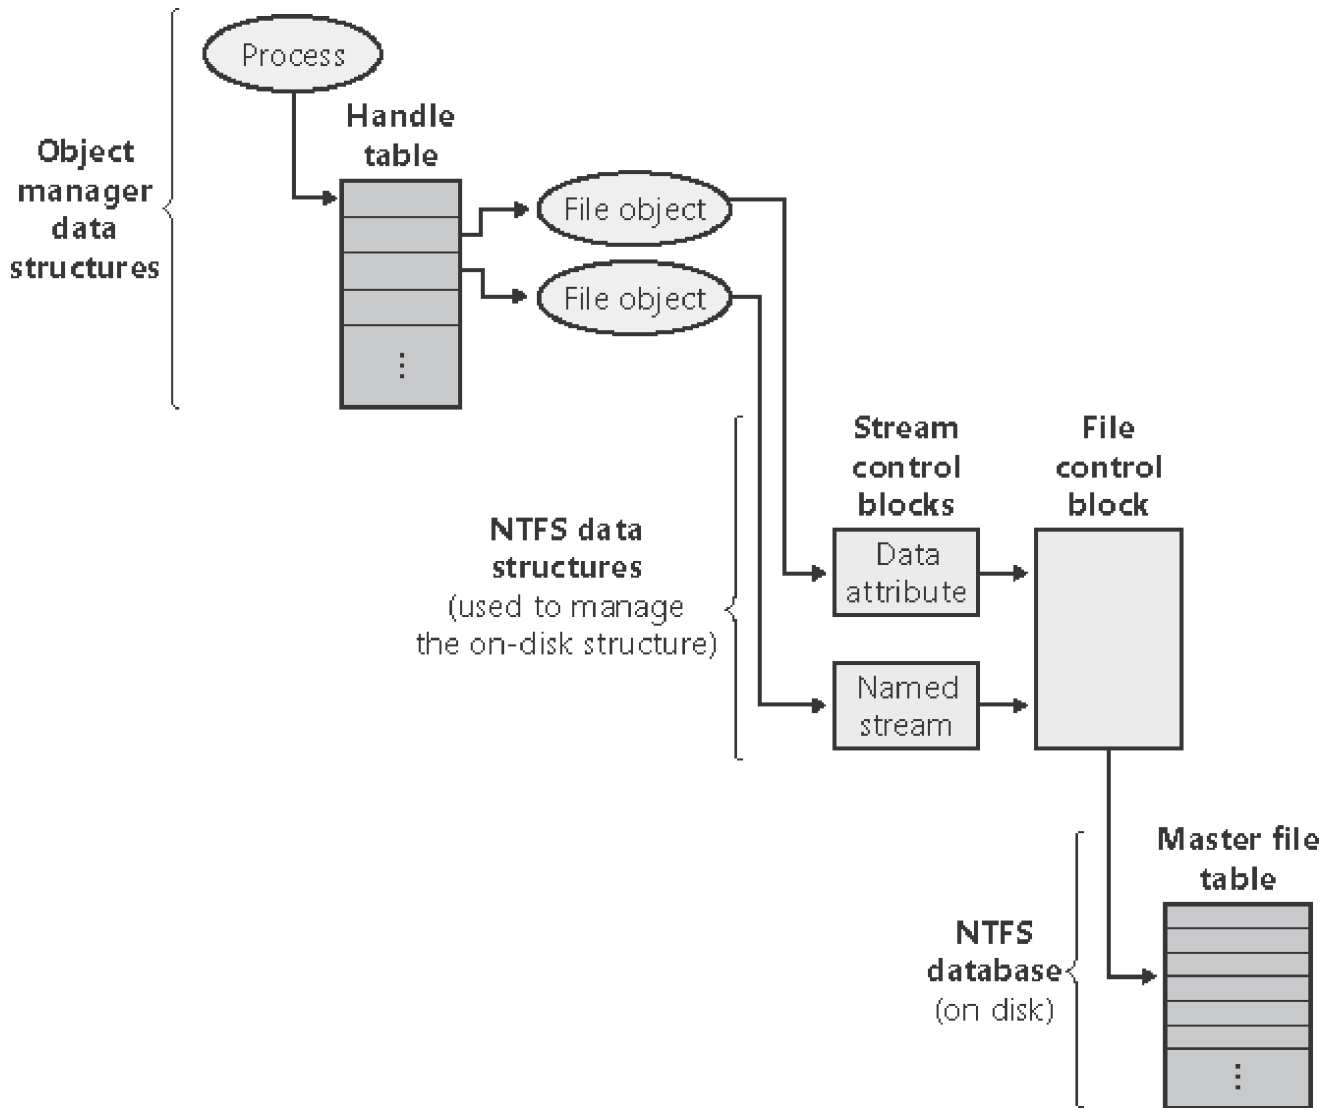 Process
Handle
table
Object
manager
data
structures
File object
File object
⋮
Stream
control
blocks
File
control
block
NTFS data
structures
(used to manage
the on-disk structure)
Data
attribute
Named
stream
Master file
table
NTFS
database
(on disk)
⋮